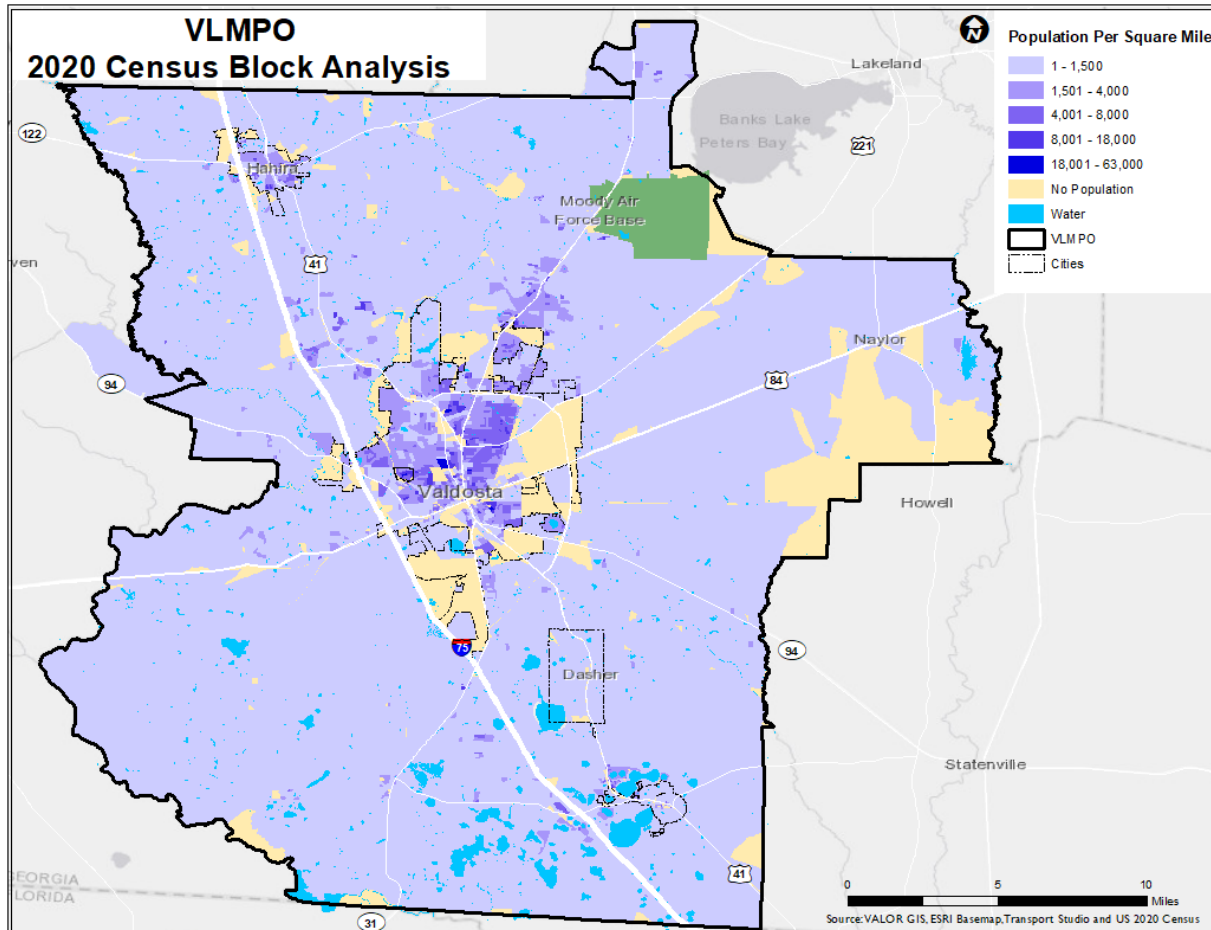 VLMPO
2020 Census Block Analysis
N
Population Per Square Mile
1 - 1,500
1,501 - 4,000
4,001 - 8,000
8,001 - 18,000
18,001 - 63,000
No Population
Water
VLMPO
Cities
Lakeland
Banks Lake
Peters Bay
221
122
Hahira
Moody Air
Force Base
41
ven
Naylor
94
84
Valdosta
Howell
75
94
Dasher
Statenville
41
GEORGIA
FLORIDA
31
0
5
10
Miles
Source:VALOR GIS, ESRI Basemap,Transport Studio and US 2020 Census